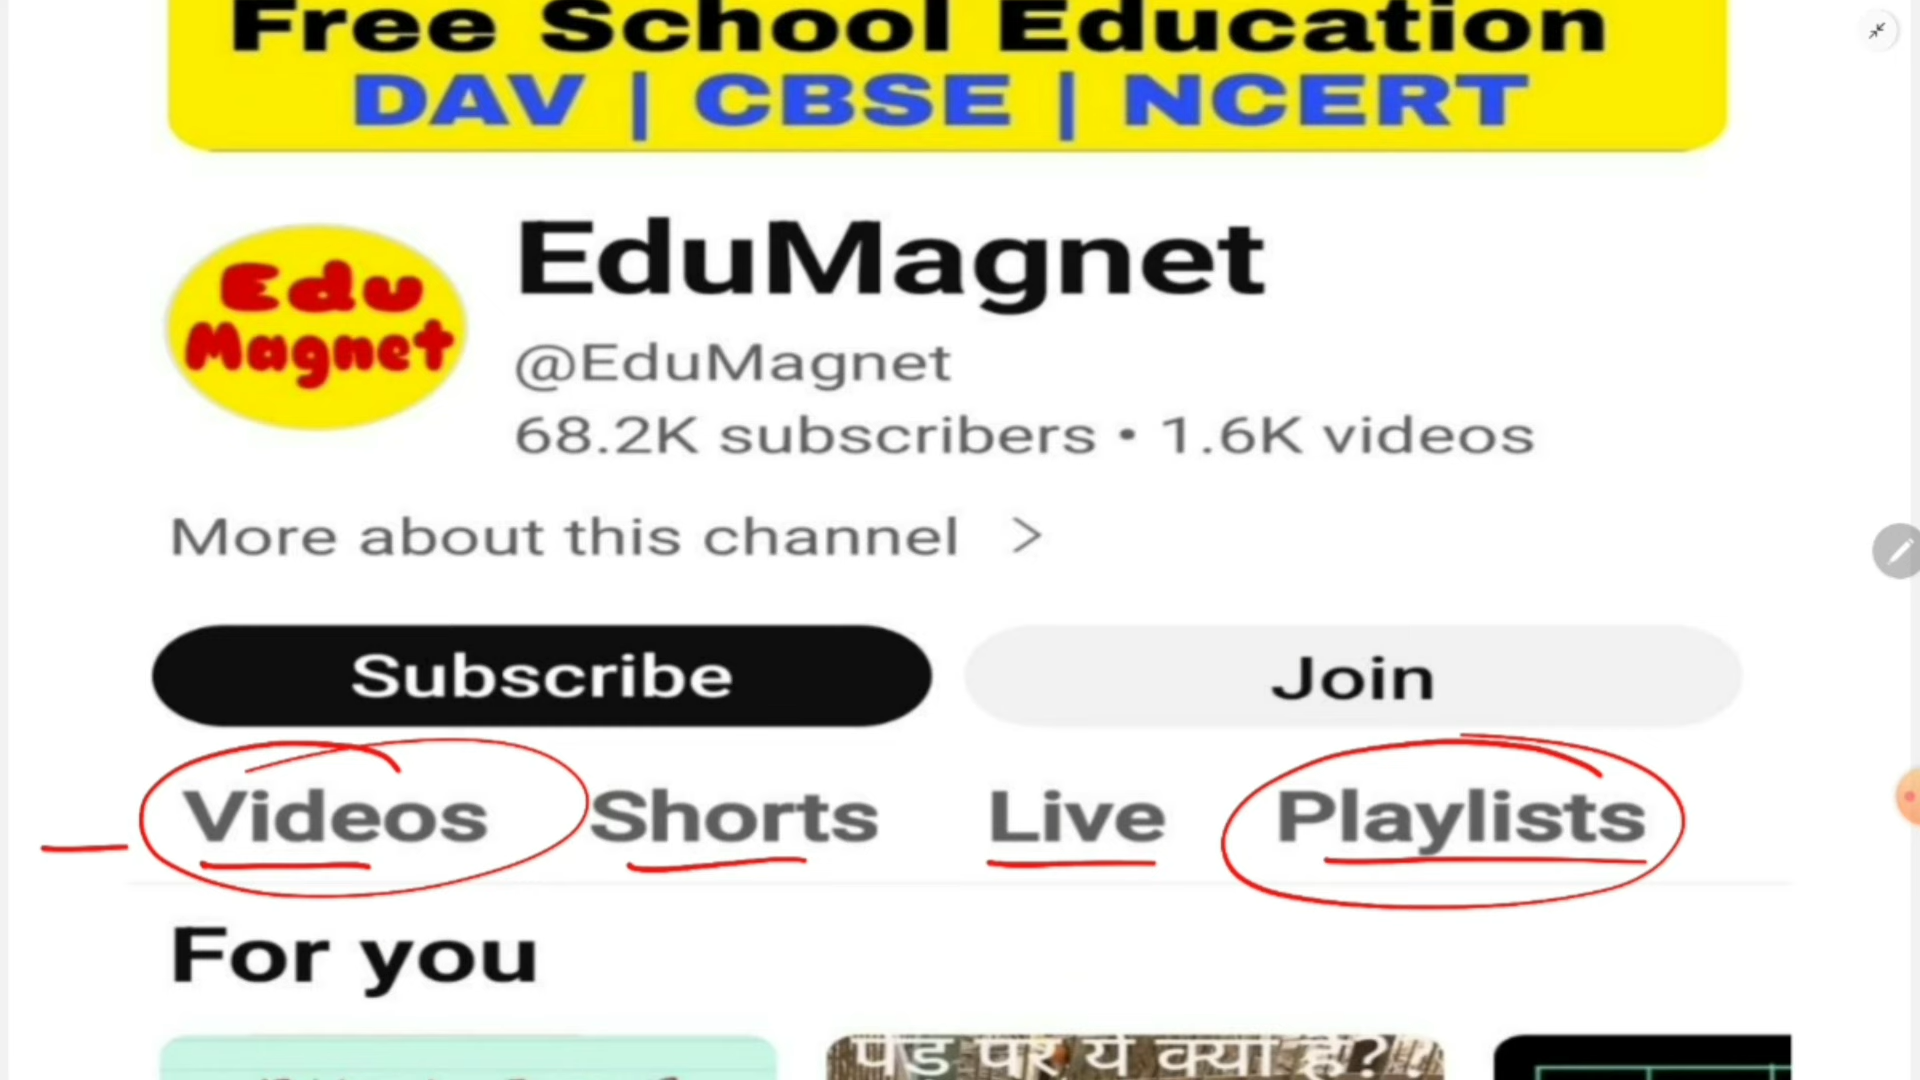 Free School Education
DAV | CBSE | NCERT
Edu
Magnet
EduMagnet
@EduMagnet
68.2K subscribers • 1.6K videos
More about this channel >
Subscribe
Join
Videos Shorts Live Playlists
For you
पेड पर ये क्या है??